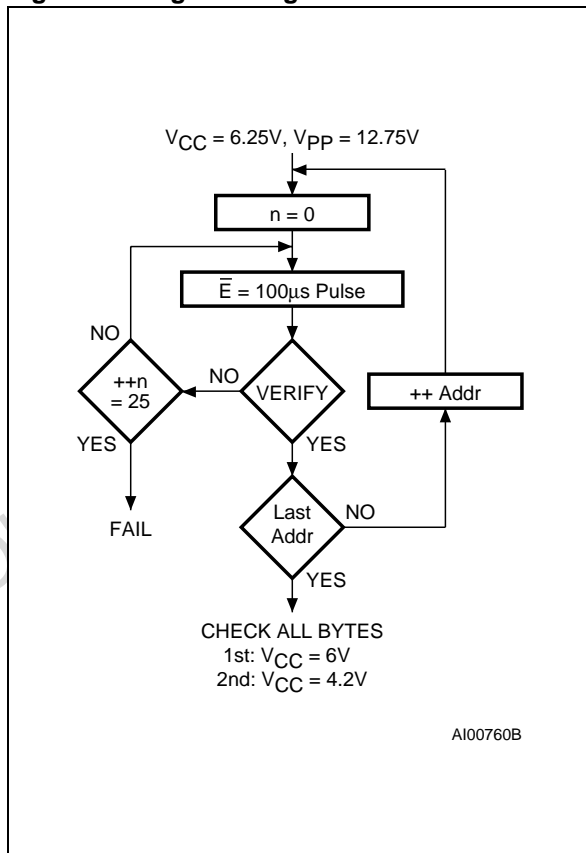 VCC = 6.25V, VPP = 12.75V
n = 0
E̅ = 100μs Pulse
NO
++n
= 25
NO
VERIFY
++ Addr
YES
YES
Last
Addr
NO
FAIL
YES
CHECK ALL BYTES
1st: VCC = 6V
2nd: VCC = 4.2V
AI00760B